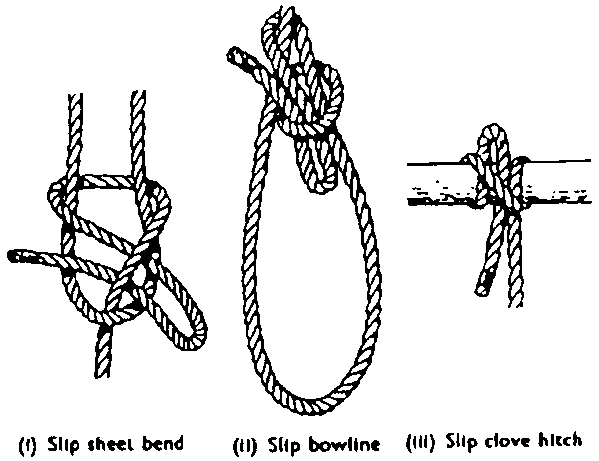 (i) Slip sheet bend
(ii) Slip bowline
(iii) Slip clove hitch